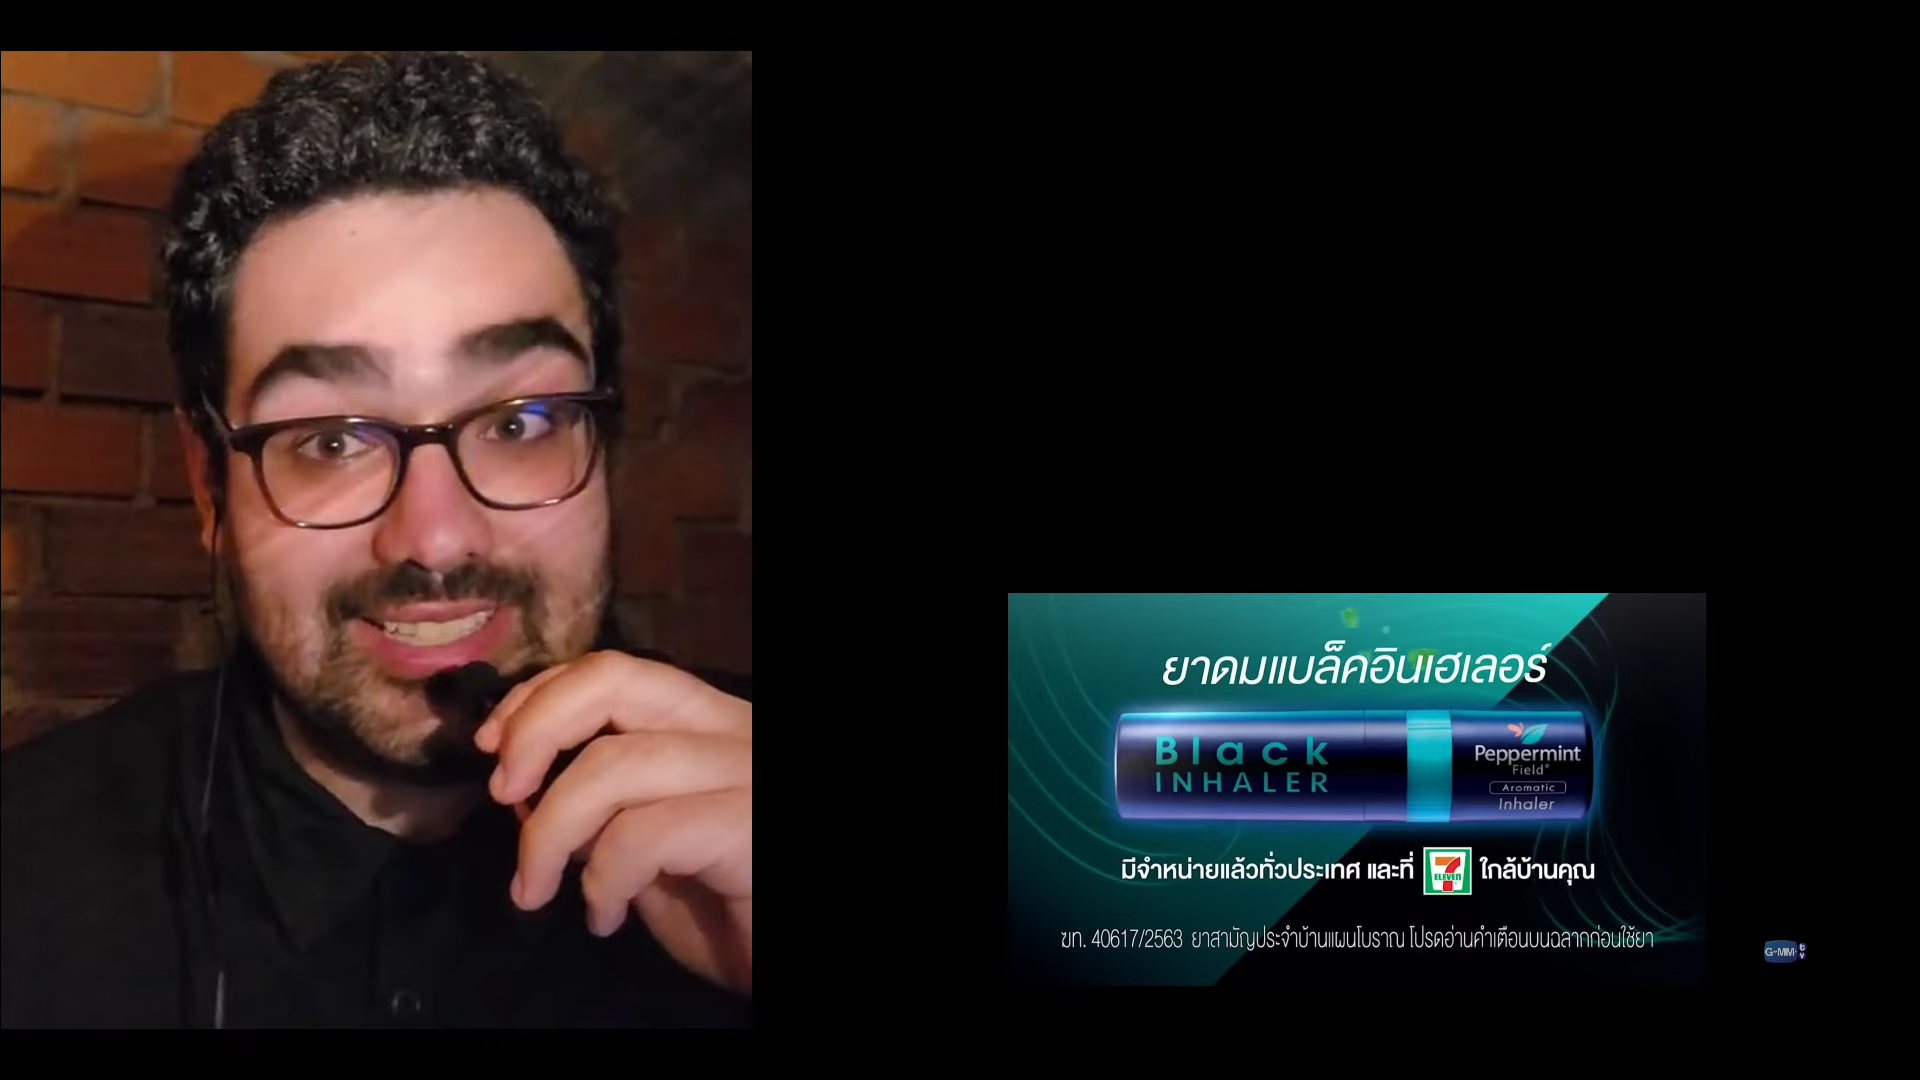 ยาดมแบล็คอินเฮเลอร์
Black
INHALER
Peppermint
Field®
Aromatic
Inhaler
มีจำหน่ายแล้วทั่วประเทศ และที่ 7 ELEVEN ใกล้บ้านคุณ
ฆท. 40617/2563 ยาสามัญประจำบ้านแผนโบราณ โปรดอ่านคำเตือนบนฉลากก่อนใช้ยา
GMM TV